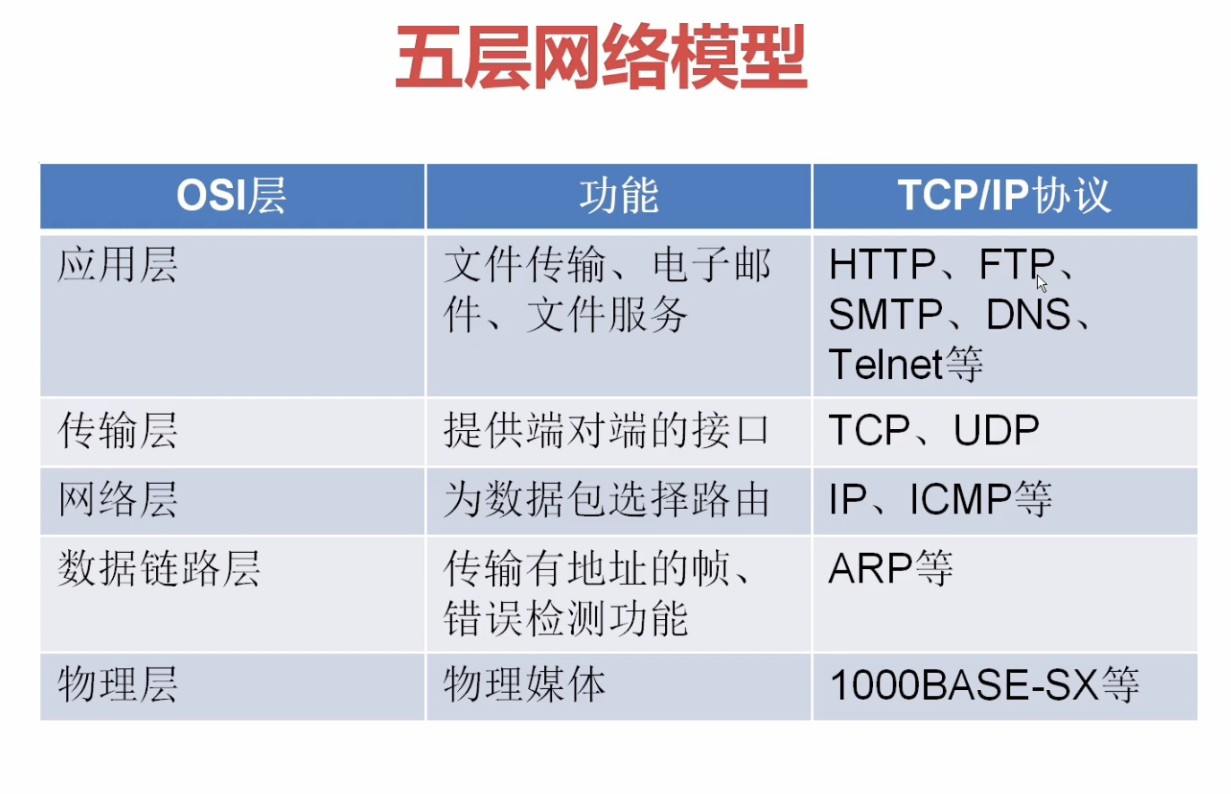 五层网络模型
OSI层
功能
TCP/IP协议
应用层
文件传输、电子邮
件、文件服务
HTTP、FTP、
SMTP、DNS、
Telnet等
传输层
提供端对端的接口
TCP、UDP
网络层
为数据包选择路由
IP、ICMP等
数据链路层
传输有地址的帧、
错误检测功能
ARP等
物理层
物理媒体
1000BASE-SX等